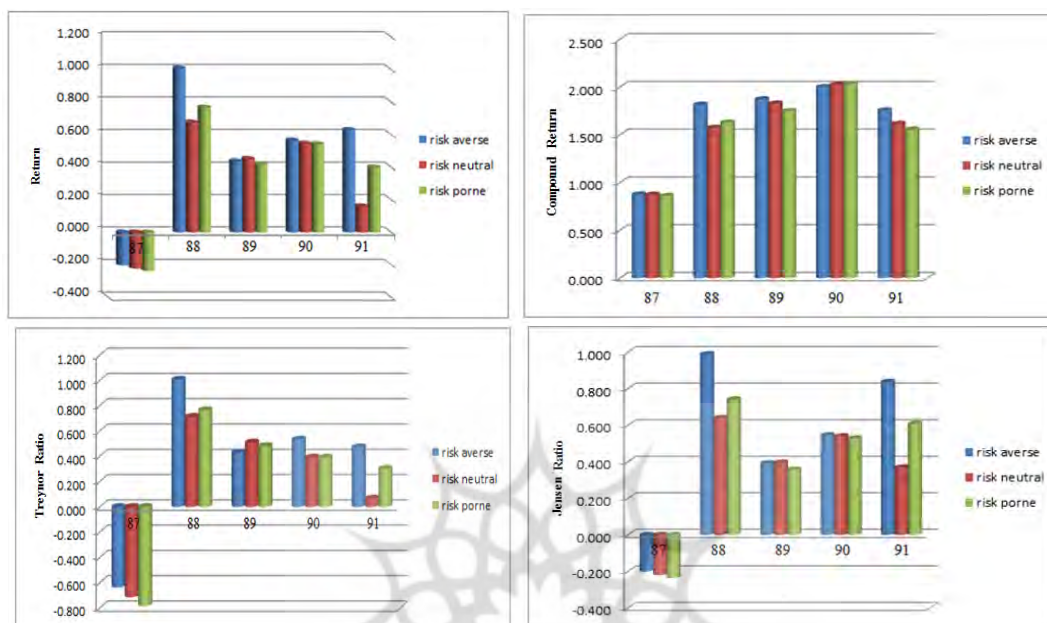 1.200
1.000
0.800
0.600
0.400
0.200
0.000
-0.200
-0.400
Return
87 88 89 90 91
risk averse
risk neutral
risk porne
2.500
2.000
1.500
1.000
0.500
0.000
Compound Return
87 88 89 90 91
risk averse
risk neutral
risk porne
1.200
1.000
0.800
0.600
0.400
0.200
0.000
-0.200
-0.400
-0.600
-0.800
Treynor Ratio
87 88 89 90 91
risk averse
risk neutral
risk porne
1.000
0.800
0.600
0.400
0.200
0.000
-0.200
-0.400
Jensen Ratio
87 88 89 90 91
risk averse
risk neutral
risk porne